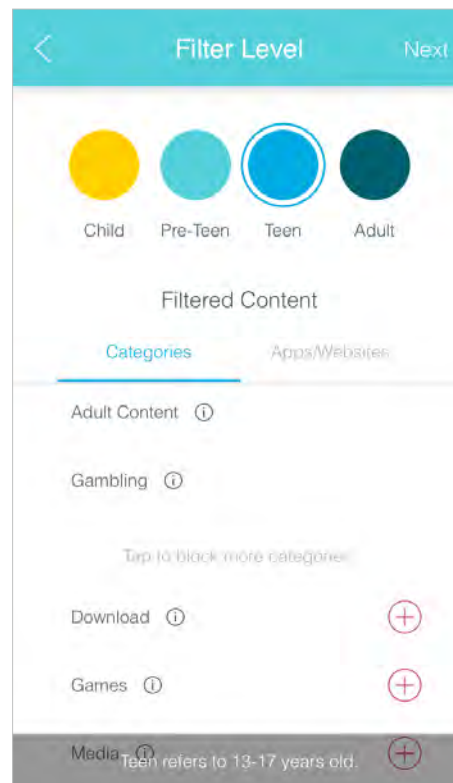 Filter Level Next
Child Pre-Teen Teen Adult
Filtered Content
Categories Apps/Websites
Adult Content
Gambling
Tap to block more categories
Download
Games
Media
Teen refers to 13-17 years old.